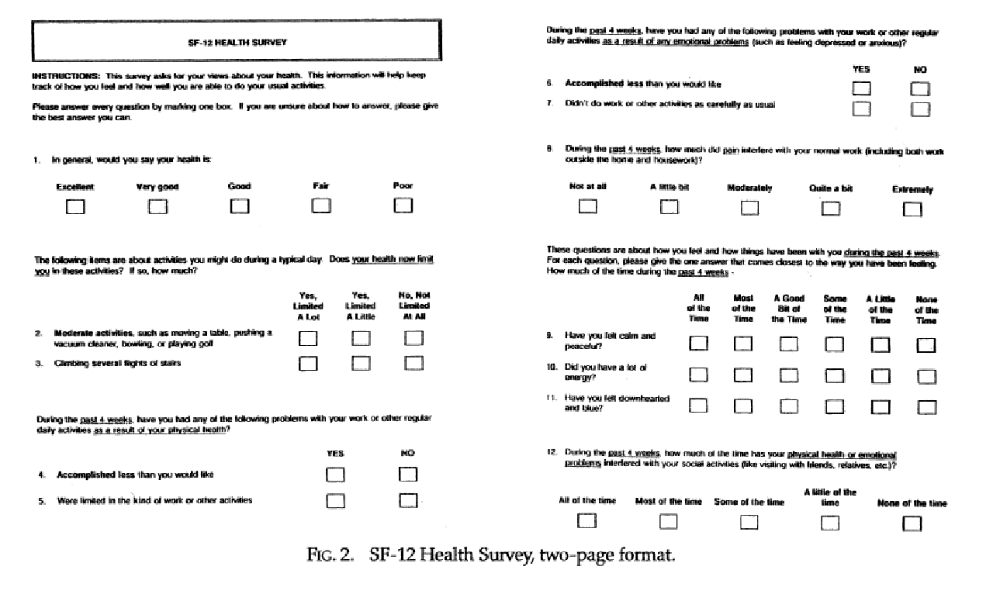 SF-12 HEALTH SURVEY
INSTRUCTIONS: This survey asks for your views about your health. This information will help keep
track of how you feel and how well you are able to do your usual activities.
Please answer every question by marking one box. If you are unsure about how to answer, please give
the best answer you can.
1. In general, would you say your health is:
Excellent Very good Good Fair Poor
The following items are about activities you might do during a typical day. Does your health now limit
you in these activities? If so, how much?
Yes, Yes, No, Not
Limited Limited Limited
A Lot A Little At All
2. Moderate activities, such as moving a table, pushing a
vacuum cleaner, bowling, or playing golf
3. Climbing several flights of stairs
During the past 4 weeks, have you had any of the following problems with your work or other regular
daily activities as a result of your physical health?
YES NO
4. Accomplished less than you would like
5. Were limited in the kind of work or other activities
During the past 4 weeks, have you had any of the following problems with your work or other regular
daily activities as a result of any emotional problems (such as feeling depressed or anxious)?
YES NO
6. Accomplished less than you would like
7. Didn't do work or other activities as carefully as usual
8. During the past 4 weeks, how much did pain interfere with your normal work (including both work
outside the home and housework)?
Not at all A little bit Moderately Quite a bit Extremely
These questions are about how you feel and how things have been with you during the past 4 weeks.
For each question, please give the one answer that comes closest to the way you have been feeling.
How much of the time during the past 4 weeks -
All Most A Good Some A Little None
of the of the Bit of of the of the of the
Time Time the Time Time Time Time
9. Have you felt calm and
peaceful?
10. Did you have a lot of
energy?
11. Have you felt downhearted
and blue?
12. During the past 4 weeks, how much of the time has your physical health or emotional
problems interfered with your social activities (like visiting with friends, relatives, etc.)?
A little of the
All of the time Most of the time Some of the time time None of the time
FIG. 2. SF-12 Health Survey, two-page format.